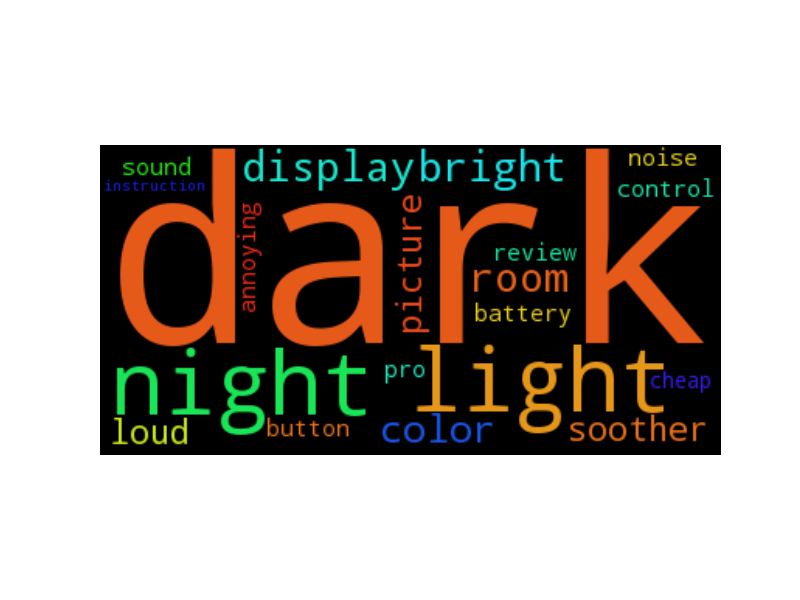 sound
displaybright
noise
instruction
control
dark
annoying
picture
review
room
battery
night
light
pro
cheap
loud
button
color
soother